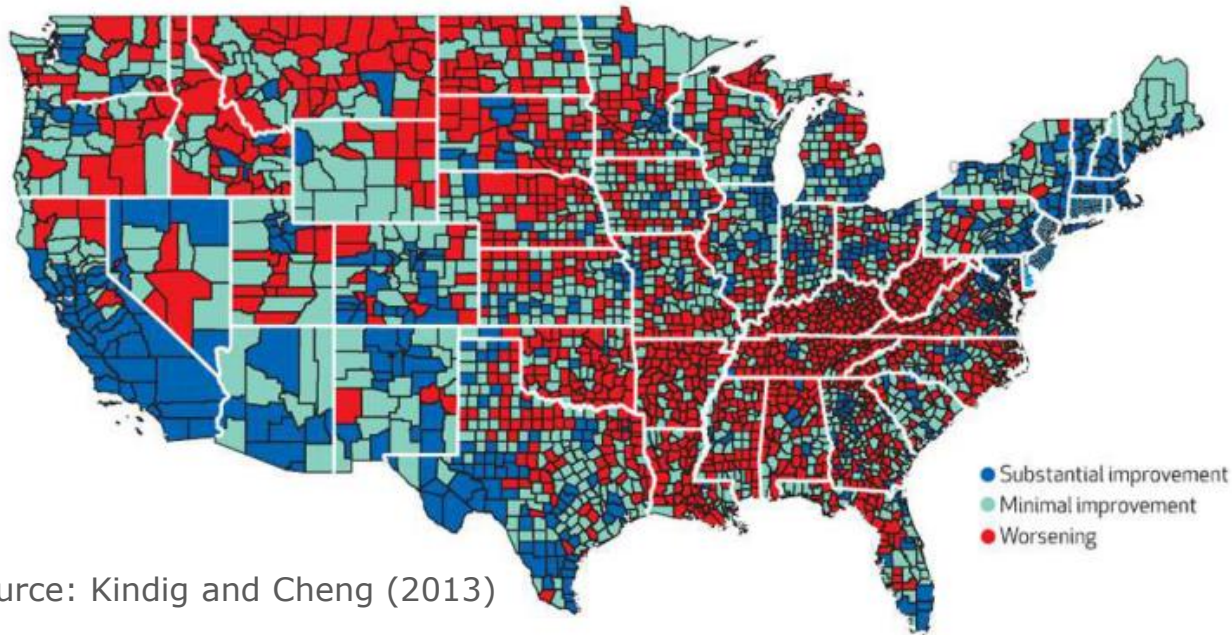 Substantial improvement
Minimal improvement
Worsening
urce: Kindig and Cheng (2013)